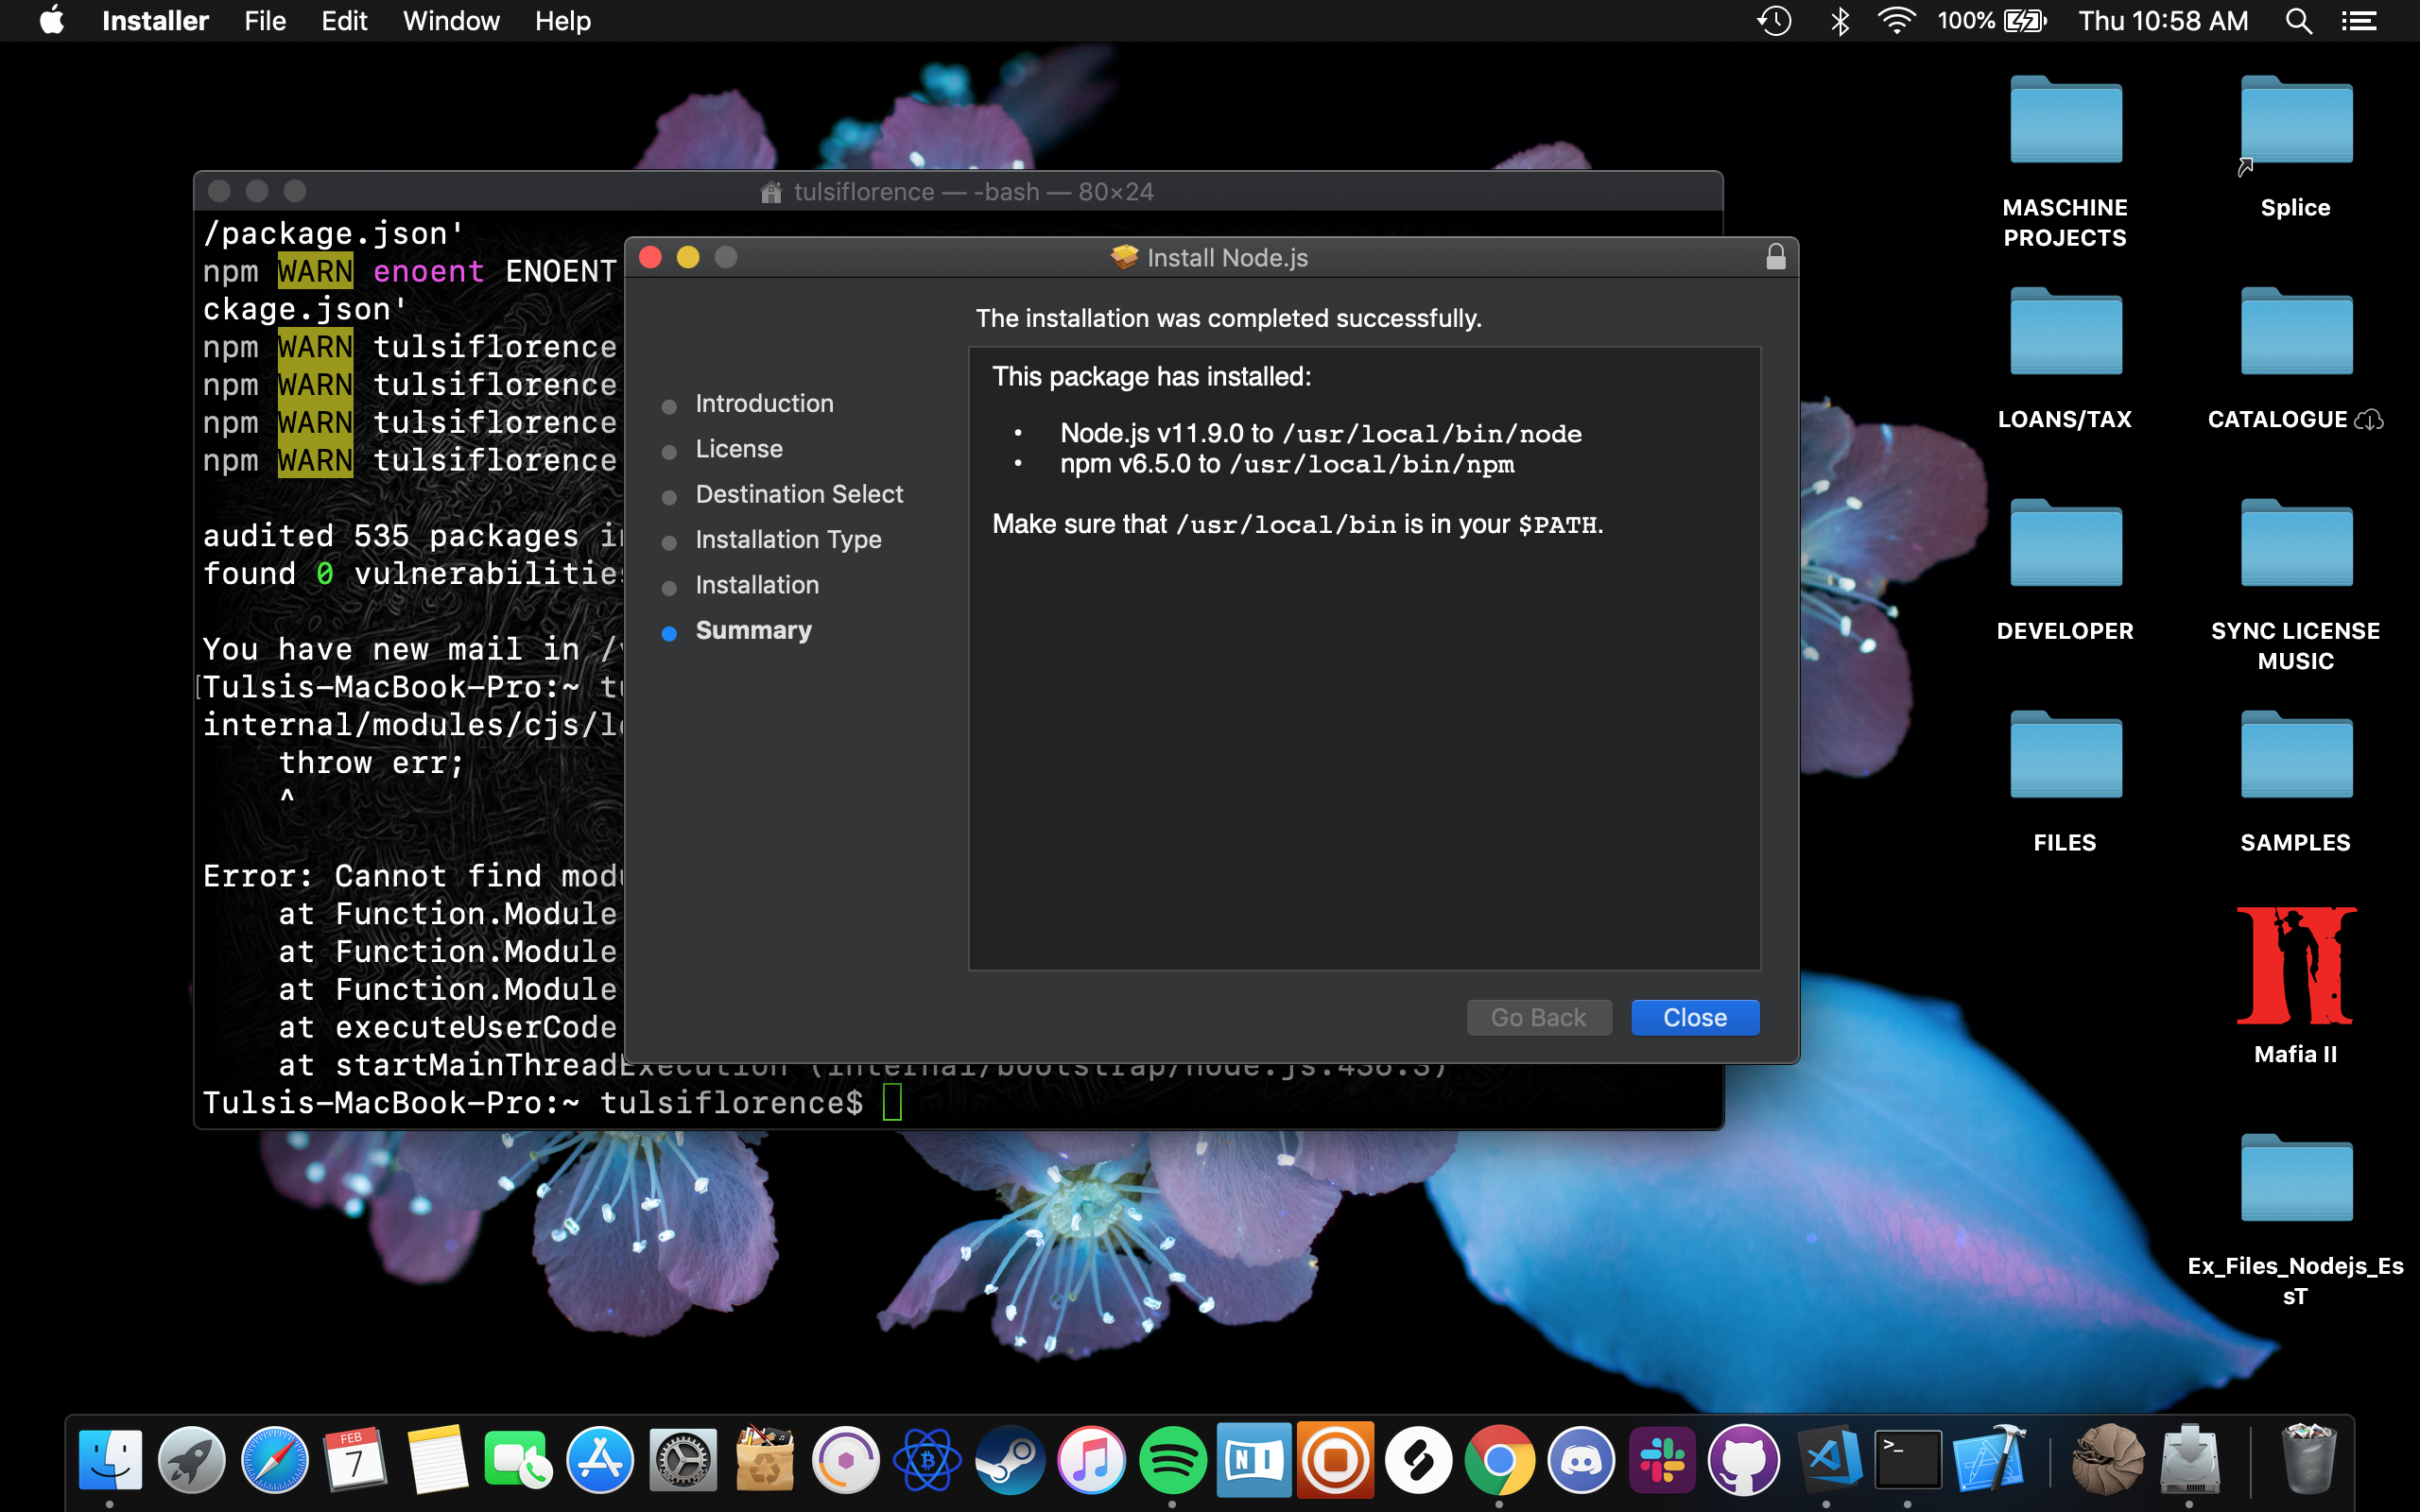 Installer File Edit Window Help
100% Thu 10:58 AM
tulsiflorence — -bash — 80×24
/package.json'
npm WARN enoent ENOENT
ckage.json'
npm WARN tulsiflorence
npm WARN tulsiflorence
npm WARN tulsiflorence
npm WARN tulsiflorence
audited 535 packages
found 0 vulnerabilities
You have new mail in /
Tulsis-MacBook-Pro:~
internal/modules/cjs/
throw err;
^
Error: Cannot find
at Function.Module
at Function.Module
at Function.Module
at executeUserCode
at startMainThreadExecution (internal/bootstrap/node.js:436:3)
Tulsis-MacBook-Pro:~ tulsiflorence$
Install Node.js
Introduction
License
Destination Select
Installation Type
Installation
Summary
The installation was completed successfully.
This package has installed:
• Node.js v11.9.0 to /usr/local/bin/node
• npm v6.5.0 to /usr/local/bin/npm
Make sure that /usr/local/bin is in your $PATH.
Go Back Close
MASCHINE
PROJECTS
Splice
LOANS/TAX
CATALOGUE
DEVELOPER
SYNC LICENSE
MUSIC
FILES
SAMPLES
Mafia II
Ex_Files_Nodejs_Es
sT
FEB
7
NI
>_